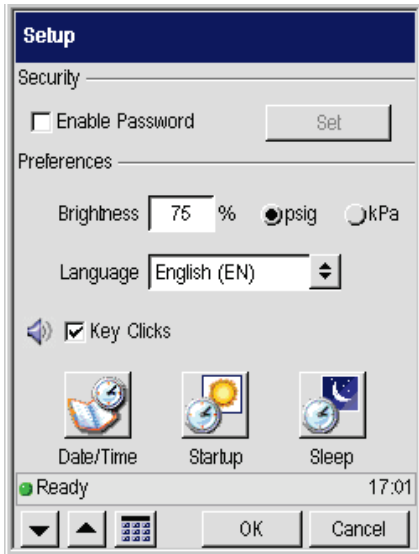 Setup
Security
Enable Password Set
Preferences
Brightness 75 % psig kPa
Language English (EN)
Key Clicks
Date/Time Startup Sleep
Ready 17:01
OK Cancel